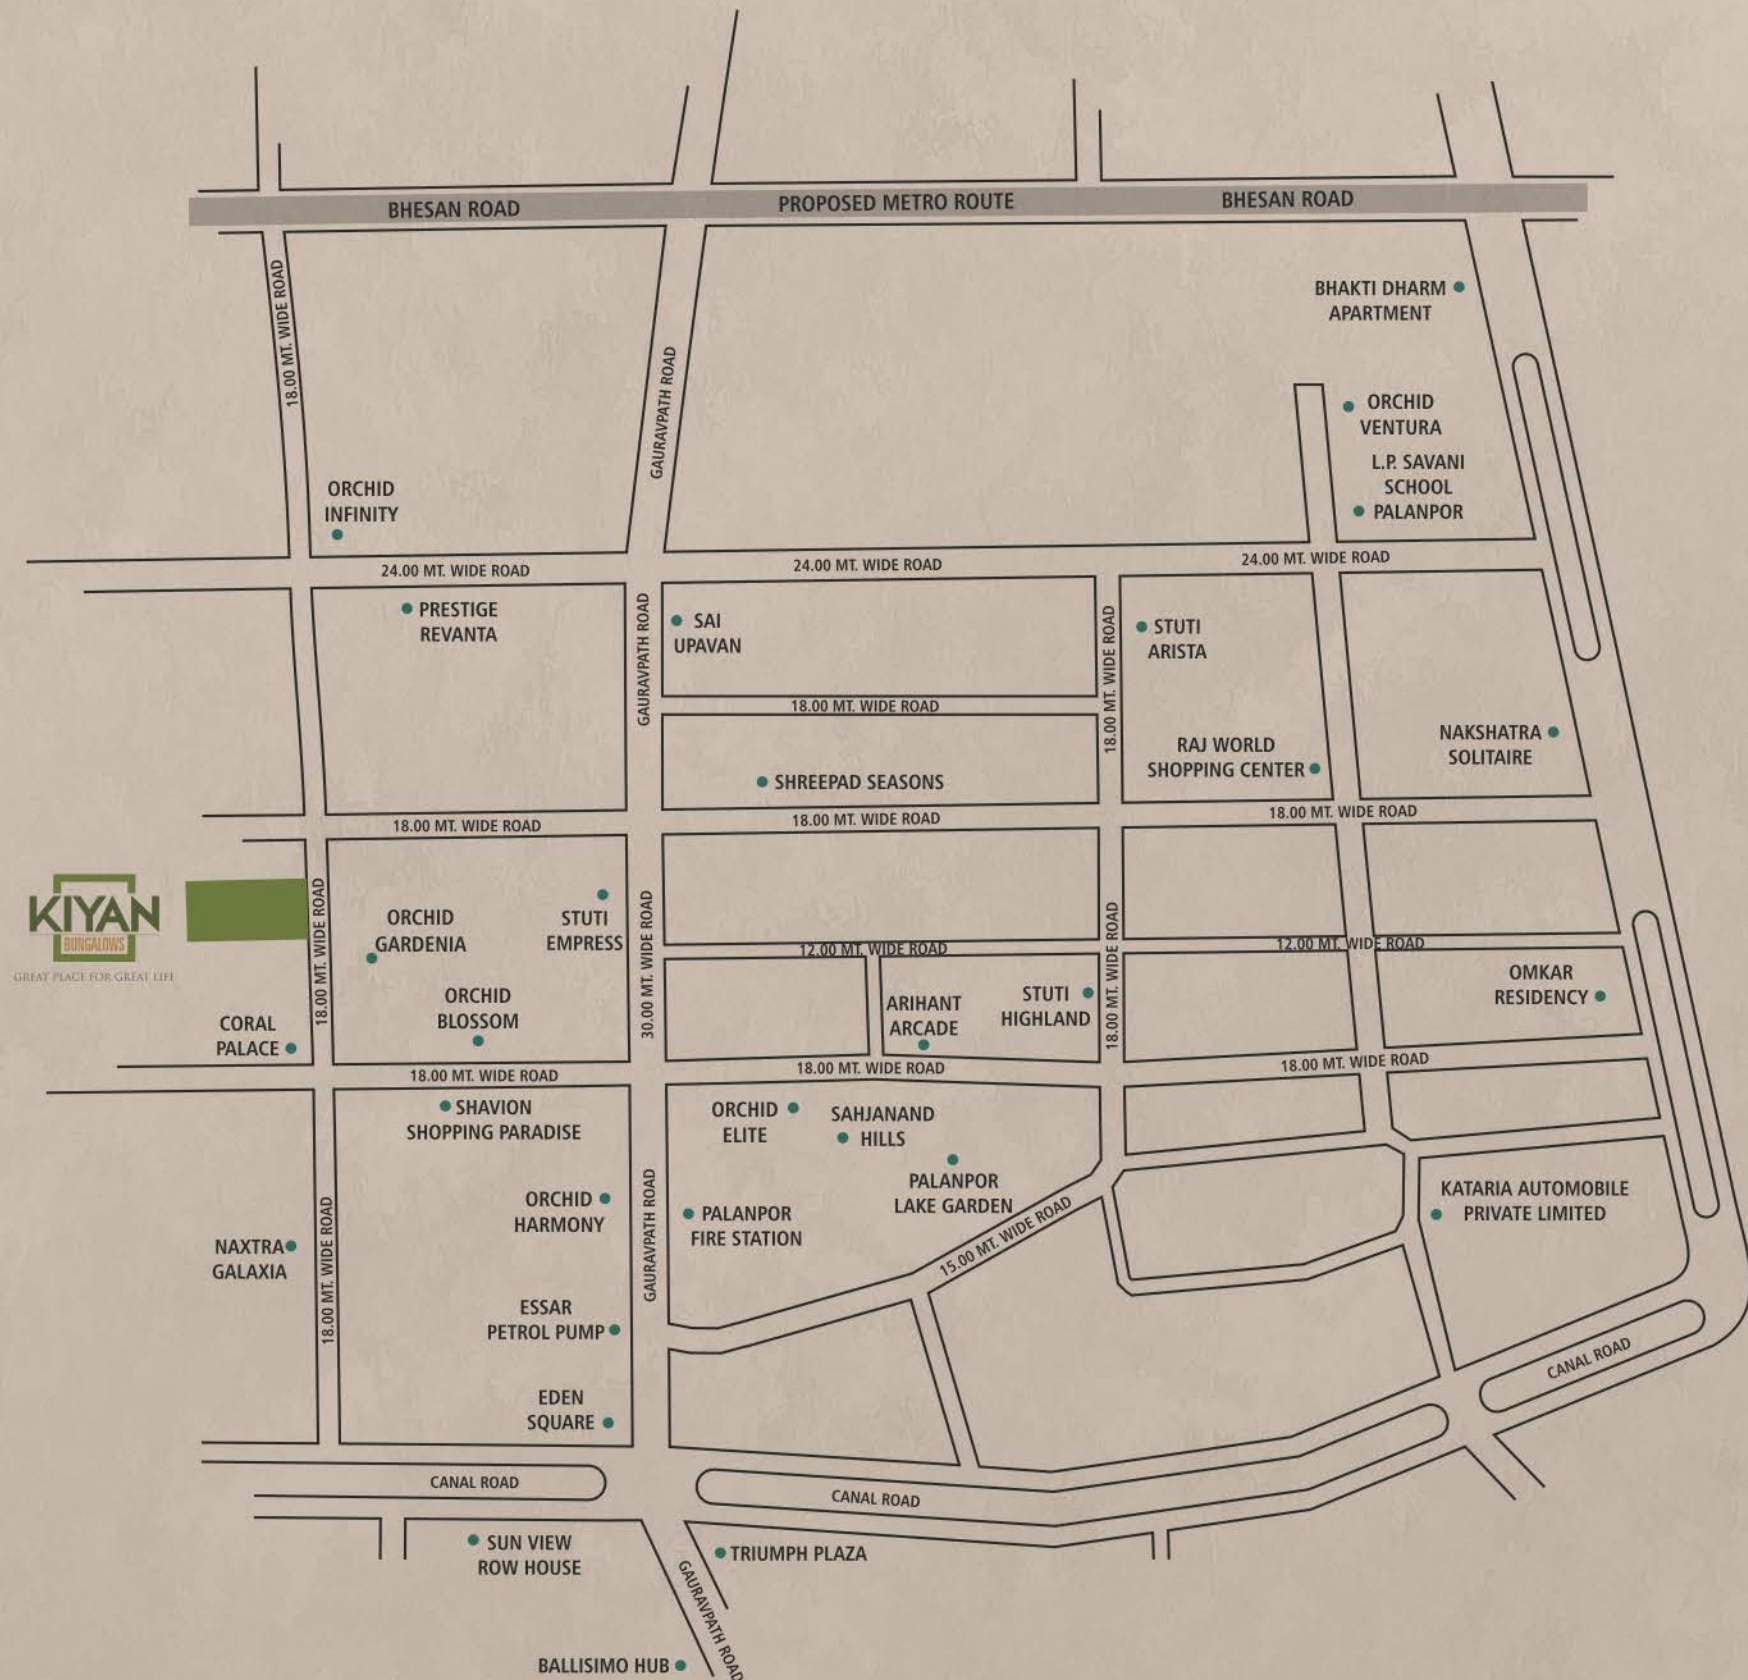 BHESAN ROAD
PROPOSED METRO ROUTE
BHESAN ROAD
18.00 MT. WIDE ROAD
GAURAVPATH ROAD
BHAKTI DHARM
APARTMENT
ORCHID
VENTURA
L.P. SAVANI
SCHOOL
PALANPOR
ORCHID
INFINITY
24.00 MT. WIDE ROAD
24.00 MT. WIDE ROAD
24.00 MT. WIDE ROAD
PRESTIGE
REVANTA
GAURAVPATH ROAD
SAI
UPAVAN
18.00 MT. WIDE ROAD
STUTI
ARISTA
18.00 MT. WIDE ROAD
SHREEPAD SEASONS
RAJ WORLD
SHOPPING CENTER
NAKSHATRA
SOLITAIRE
18.00 MT. WIDE ROAD
18.00 MT. WIDE ROAD
18.00 MT. WIDE ROAD
KIYAN
BUNGALOWS
GREAT PLACE FOR GREAT LIFE
18.00 MT. WIDE ROAD
ORCHID
GARDENIA
STUTI
EMPRESS
30.00 MT. WIDE ROAD
12.00 MT. WIDE ROAD
18.00 MT. WIDE ROAD
12.00 MT. WIDE ROAD
CORAL
PALACE
ORCHID
BLOSSOM
ARIHANT
ARCADE
STUTI
HIGHLAND
OMKAR
RESIDENCY
18.00 MT. WIDE ROAD
18.00 MT. WIDE ROAD
18.00 MT. WIDE ROAD
SHAVION
SHOPPING PARADISE
ORCHID
ELITE
SAHJANAND
HILLS
PALANPOR
LAKE GARDEN
ORCHID
HARMONY
GAURAVPATH ROAD
PALANPOR
FIRE STATION
15.00 MT. WIDE ROAD
KATARIA AUTOMOBILE
PRIVATE LIMITED
NAXTRA
GALAXIA
18.00 MT. WIDE ROAD
ESSAR
PETROL PUMP
EDEN
SQUARE
CANAL ROAD
CANAL ROAD
CANAL ROAD
SUN VIEW
ROW HOUSE
TRIUMPH PLAZA
GAURAVPATH ROAD
BALLISIMO HUB